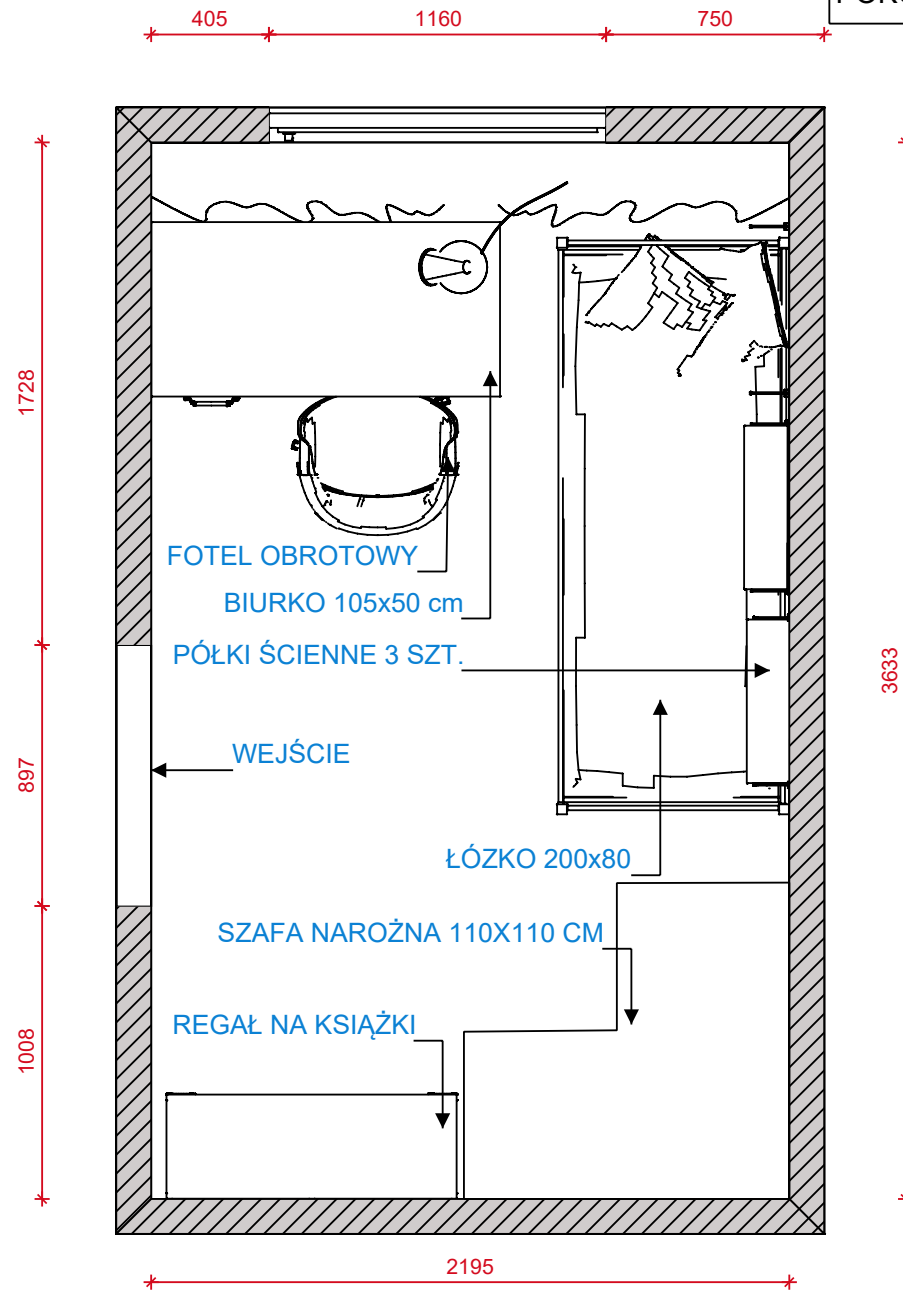 405
1160
750
1728
897
1008
3633
FOTEL OBROTOWY
BIURKO 105x50 cm
PÓŁKI ŚCIENNE 3 SZT.
WEJŚCIE
ŁÓZKO 200x80
SZAFA NAROŻNA 110X110 CM
REGAŁ NA KSIĄŻKI
2195